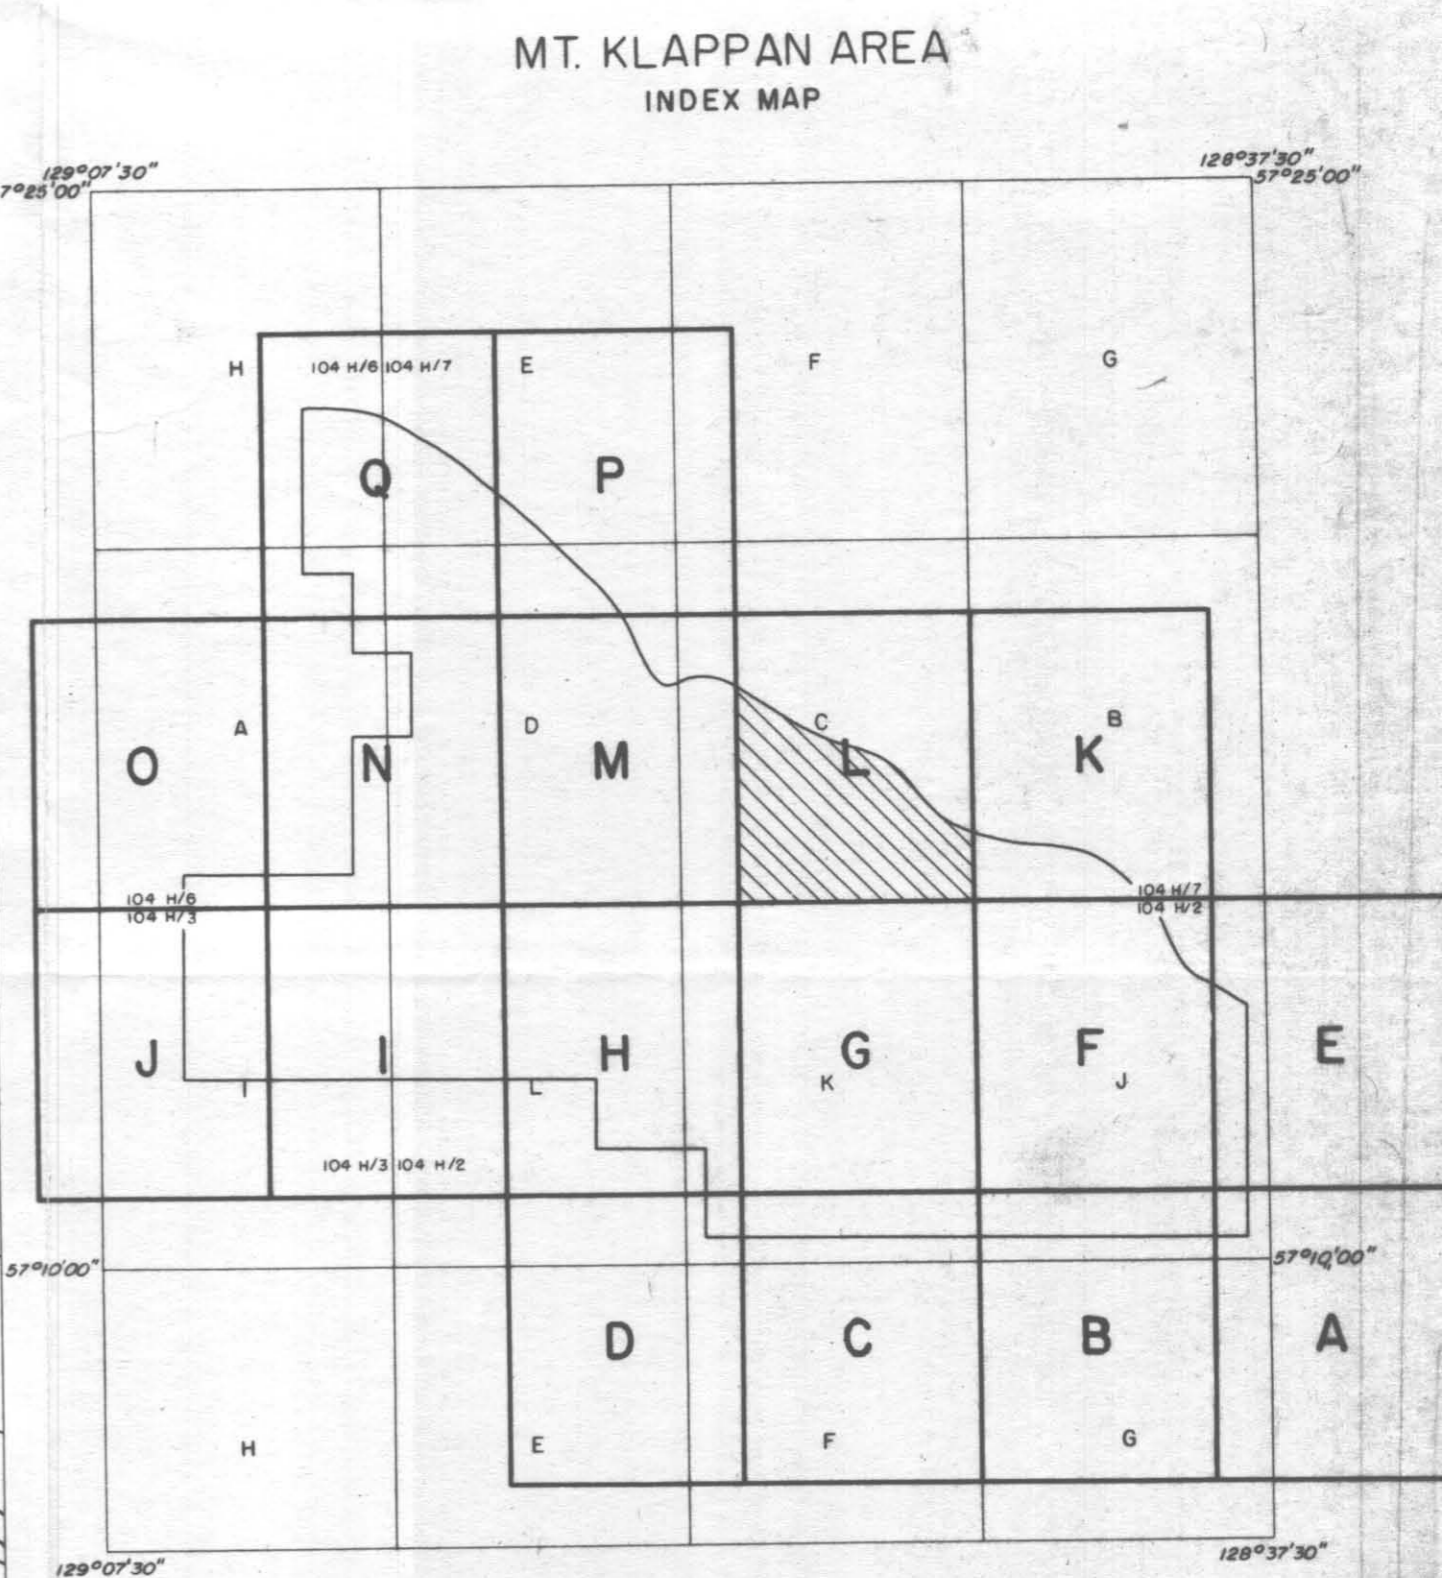 MT. KLAPPAN AREA
INDEX MAP
129°07'30"
128°37'30"
7°25'00"
57°25'00"
H
104 H/6 104 H/7
E
F
G
Q
P
A
D
C
B
O
N
M
L
K
104 H/6
104 H/7
104 H/3
104 H/2
J
I
H
G
F
E
I
L
K
J
104 H/3 104 H/2
57°10'00"
57°10'00"
D
C
B
A
H
E
F
G
129°07'30"
128°37'30"